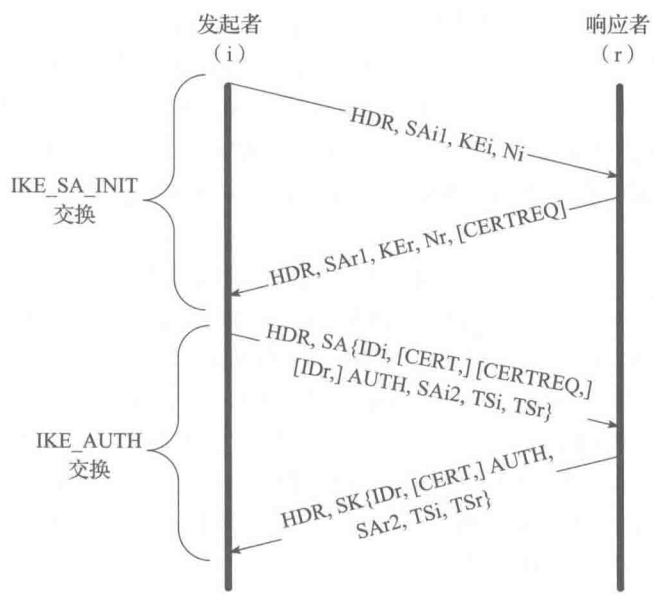 发起者
（i）
响应者
（r）
HDR, SAi1, KEi, Ni
IKE_SA_INIT
交换
HDR, SAr1, KEr, Nr, [CERTREQ]
HDR, SA{IDi, [CERT,] [CERTREQ,]
[IDr,] AUTH, SAi2, TSi, TSr}
IKE_AUTH
交换
HDR, SK{IDr, [CERT,] AUTH,
SAr2, TSi, TSr}